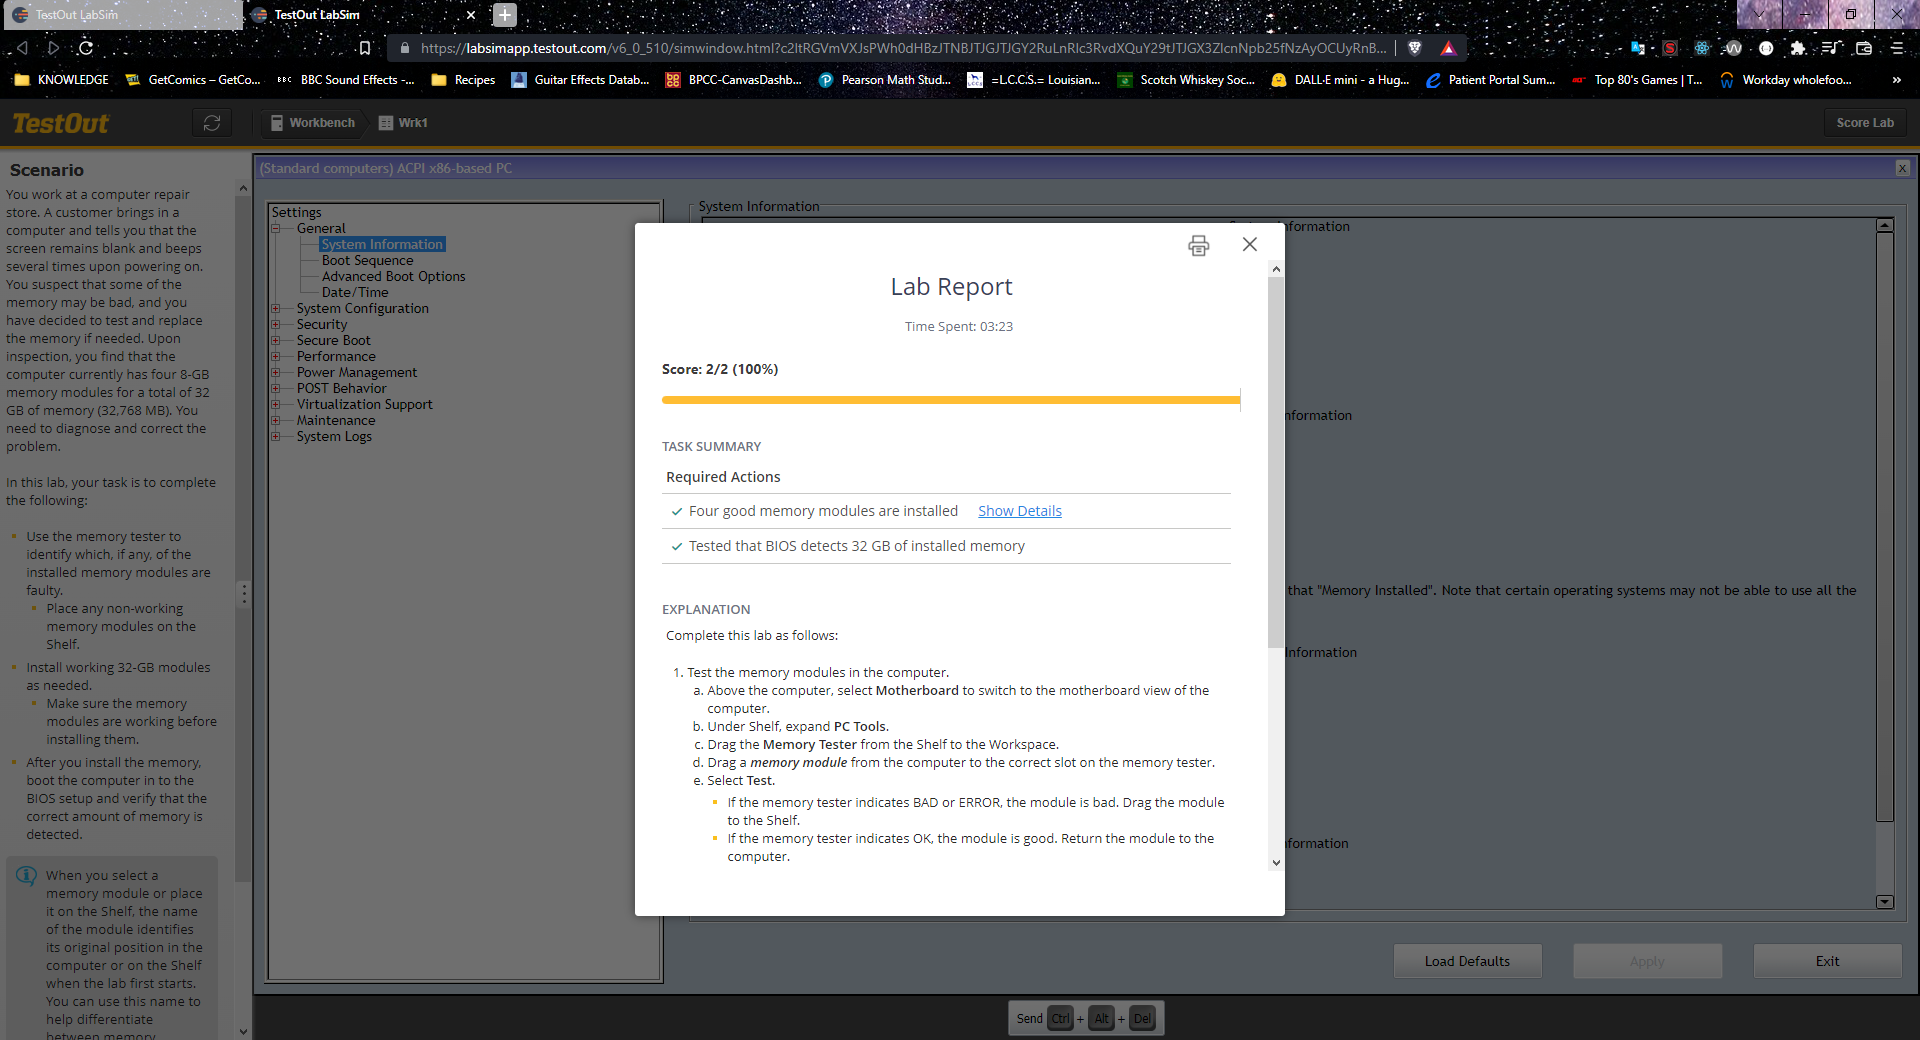 TestOut LabSim
TestOut LabSim
https://labsimapp.testout.com/v6_0_510/simwindow.html?
KNOWLEDGE
GetComics – GetCo...
BBC BBC Sound Effects -...
Recipes
Guitar Effects Datab...
BPCC-CanvasDashb...
Pearson Math Stud...
=L.C.C.S.= Louisian...
Scotch Whiskey Soc...
DALL·E mini - a Hug...
Patient Portal Sum...
Top 80's Games | T...
Workday wholefoo...
»
TestOut
Workbench
Wrk1
Score Lab
Scenario
You work at a computer repair
store. A customer brings in a
computer and tells you that the
screen remains blank and beeps
several times upon powering on.
You suspect that some of the
memory may be bad, and you
have decided to test and replace
the memory if needed. Upon
inspection, you find that the
computer currently has four 8-GB
memory modules for a total of 32
GB of memory (32,768 MB). You
need to diagnose and correct the
problem.
In this lab, your task is to complete
the following:
Use the memory tester to
identify which, if any, of the
installed memory modules are
faulty.
Place any non-working
memory modules on the
Shelf.
Install working 32-GB modules
as needed.
Make sure the memory
modules are working before
installing them.
After you install the memory,
boot the computer in to the
BIOS setup and verify that the
correct amount of memory is
detected.
When you select a
memory module or place
it on the Shelf, the name
of the module identifies
its original position in the
computer or on the Shelf
when the lab first starts.
You can use this name to
help differentiate
between memory
(Standard computers) ACPI x86-based PC
X
Settings
General
System Information
Boot Sequence
Advanced Boot Options
Date/Time
System Configuration
Security
Secure Boot
Performance
Power Management
POST Behavior
Virtualization Support
Maintenance
System Logs
System Information
formation
nformation
that "Memory Installed". Note that certain operating systems may not be able to use all the
Information
formation
Lab Report
Time Spent: 03:23
Score: 2/2 (100%)
TASK SUMMARY
Required Actions
Four good memory modules are installed Show Details
Tested that BIOS detects 32 GB of installed memory
EXPLANATION
Complete this lab as follows:
1. Test the memory modules in the computer.
a. Above the computer, select Motherboard to switch to the motherboard view of the
computer.
b. Under Shelf, expand PC Tools.
c. Drag the Memory Tester from the Shelf to the Workspace.
d. Drag a memory module from the computer to the correct slot on the memory tester.
e. Select Test.
If the memory tester indicates BAD or ERROR, the module is bad. Drag the module
to the Shelf.
If the memory tester indicates OK, the module is good. Return the module to the
computer.
Load Defaults
Apply
Exit
Send Ctrl + Alt + Del